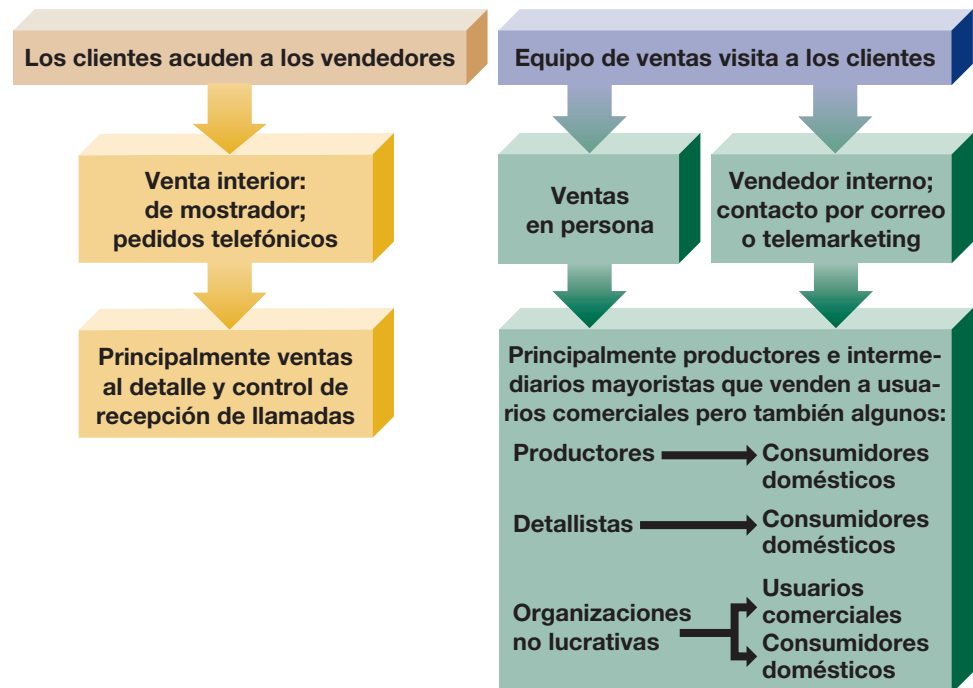 Los clientes acuden a los vendedores
Venta interior:
de mostrador;
pedidos telefónicos
Principalmente ventas
al detalle y control de
recepción de llamadas
Equipo de ventas visita a los clientes
Ventas
en persona
Vendedor interno;
contacto por correo
o telemarketing
Principalmente productores e interme-
diarios mayoristas que venden a usua-
rios comerciales pero también algunos:
Productores
Consumidores
domésticos
Detallistas
Consumidores
domésticos
Organizaciones
no lucrativas
Usuarios
comerciales
Consumidores
domésticos